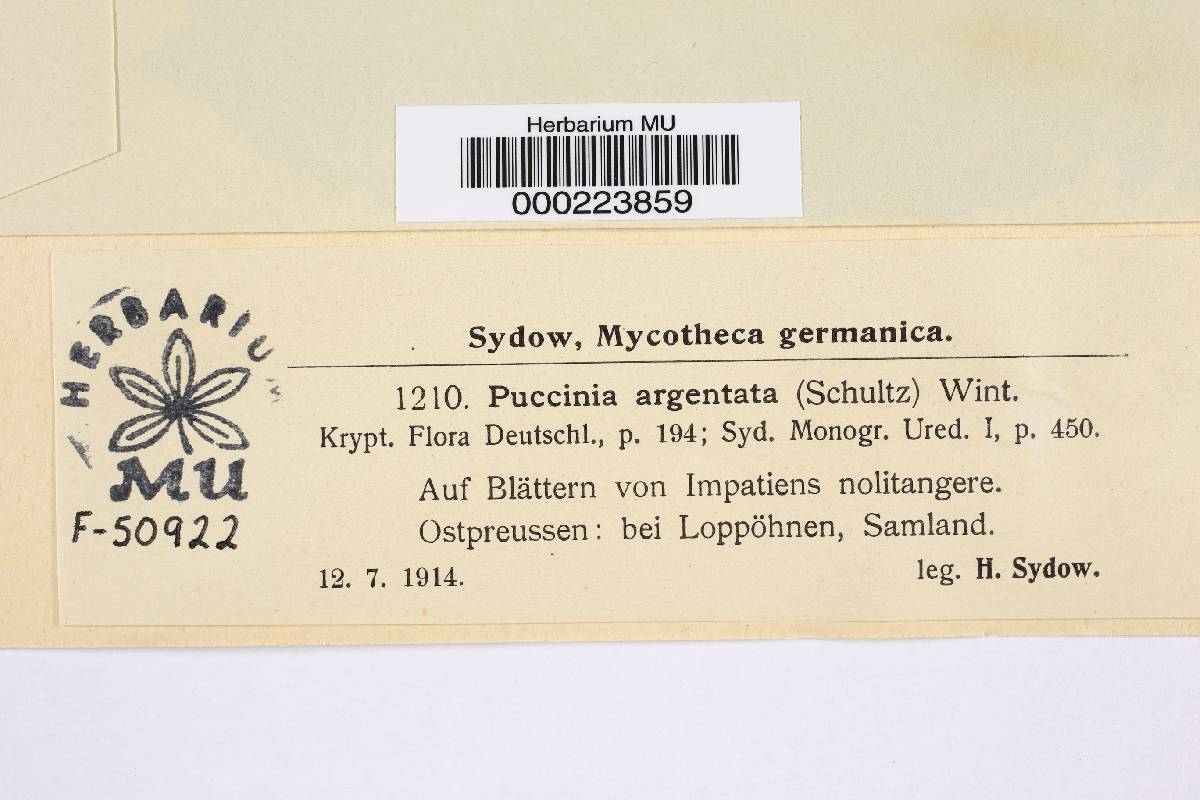 Herbarium MU
000223859
HERBARIUM
MU
F-50922
Sydow, Mycotheca germanica.
1210. Puccinia argentata (Schultz) Wint.
Krypt. Flora Deutschl., p. 194; Syd. Monogr. Ured. I, p. 450.
Auf Blättern von Impatiens nolitangere.
Ostpreussen: bei Loppöhnen, Samland.
12. 7. 1914. leg. H. Sydow.